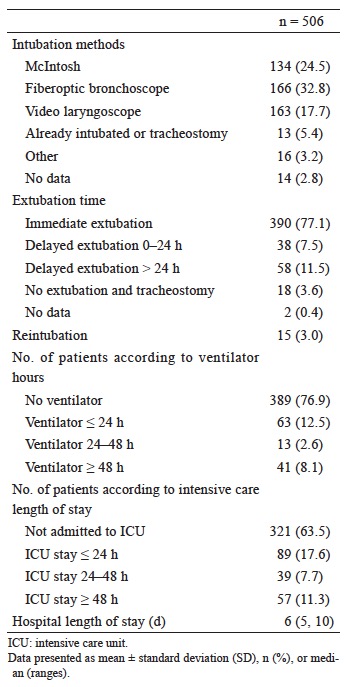 n = 506
Intubation methods
McIntosh 134 (24.5)
Fiberoptic bronchoscope 166 (32.8)
Video laryngoscope 163 (17.7)
Already intubated or tracheostomy 13 (5.4)
Other 16 (3.2)
No data 14 (2.8)
Extubation time
Immediate extubation 390 (77.1)
Delayed extubation 0–24 h 38 (7.5)
Delayed extubation > 24 h 58 (11.5)
No extubation and tracheostomy 18 (3.6)
No data 2 (0.4)
Reintubation 15 (3.0)
No. of patients according to ventilator
hours
No ventilator 389 (76.9)
Ventilator ≤ 24 h 63 (12.5)
Ventilator 24–48 h 13 (2.6)
Ventilator ≥ 48 h 41 (8.1)
No. of patients according to intensive care
length of stay
Not admitted to ICU 321 (63.5)
ICU stay ≤ 24 h 89 (17.6)
ICU stay 24–48 h 39 (7.7)
ICU stay ≥ 48 h 57 (11.3)
Hospital length of stay (d) 6 (5, 10)
ICU: intensive care unit.
Data presented as mean ± standard deviation (SD), n (%), or medi-
an (ranges).